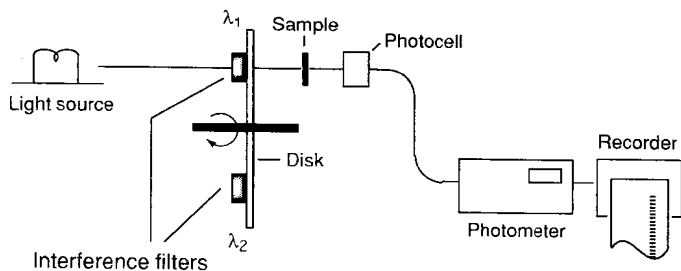 λ1
Sample
Photocell
Light source
Recorder
Disk
Photometer
λ2
Interference filters